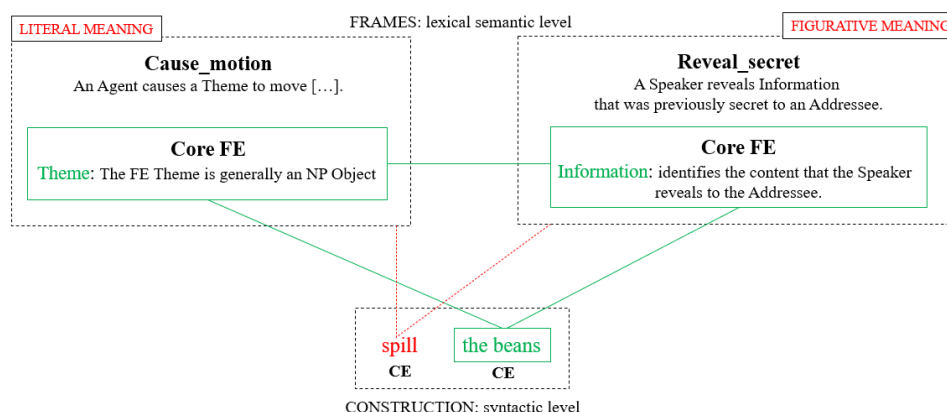 FRAMES: lexical semantic level
LITERAL MEANING
FIGURATIVE MEANING
Cause_motion
An Agent causes a Theme to move […].
Core FE
Theme: The FE Theme is generally an NP Object
Reveal_secret
A Speaker reveals Information
that was previously secret to an Addressee.
Core FE
Information: identifies the content that the Speaker
reveals to the Addressee.
spill
CE
the beans
CE
CONSTRUCTION: syntactic level